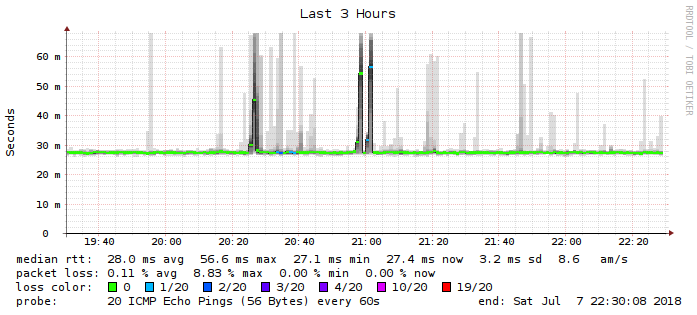 Last 3 Hours
RRDTOOL / TOBI OETIKER
Seconds
60 m
50 m
40 m
30 m
20 m
10 m
0
19:40 20:00 20:20 20:40 21:00 21:20 21:40 22:00 22:20
median rtt: 28.0 ms avg 56.6 ms max 27.1 ms min 27.4 ms now 3.2 ms sd 8.6 am/s
packet loss: 0.11 % avg 8.83 % max 0.00 % min 0.00 % now
loss color: 0 1/20 2/20 3/20 4/20 10/20 19/20
probe: 20 ICMP Echo Pings (56 Bytes) every 60s end: Sat Jul 7 22:30:08 2018